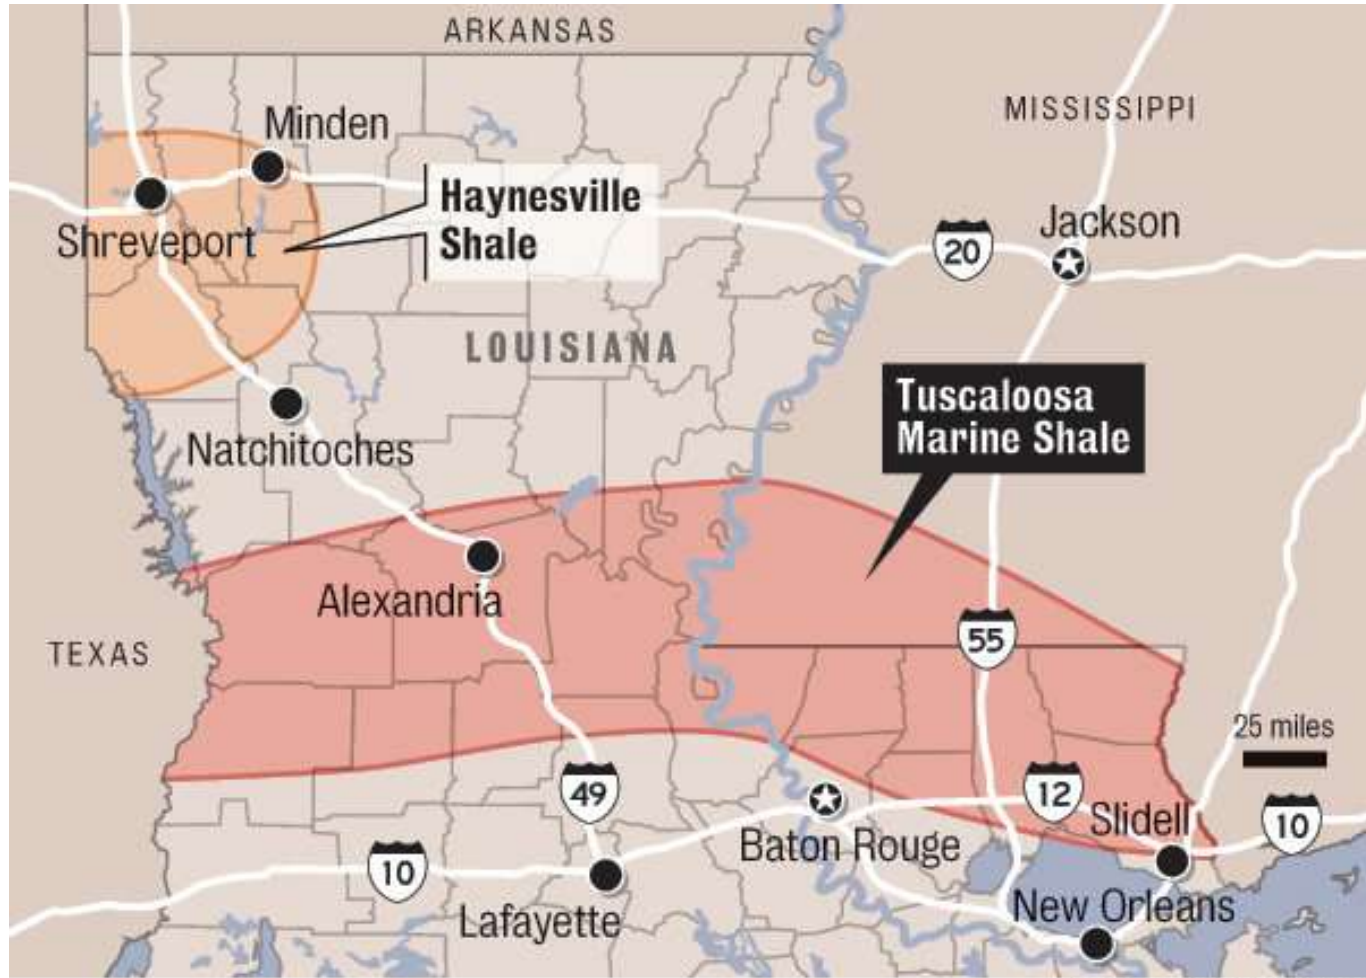 ARKANSAS
MISSISSIPPI
Minden
Haynesville
Shale
Shreveport
Jackson
20
LOUISIANA
Tuscaloosa
Marine Shale
Natchitoches
Alexandria
TEXAS
55
25 miles
49
12
Slidell
10
Baton Rouge
10
Lafayette
New Orleans